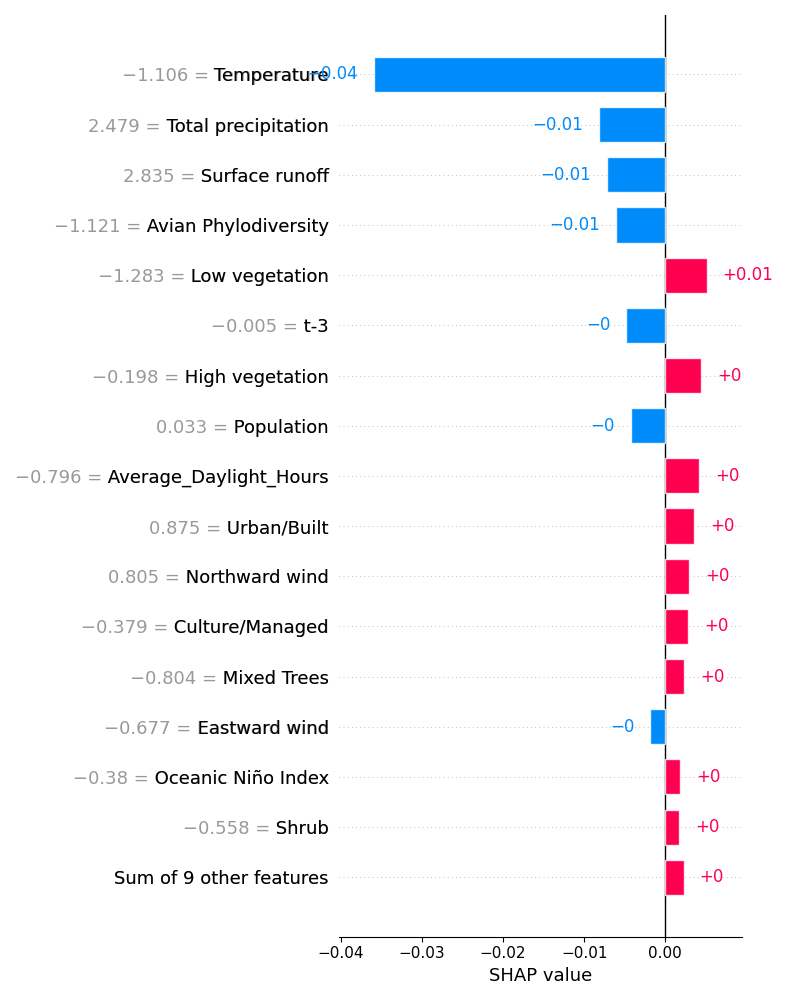 −1.106 = Temperature −0.04
2.479 = Total precipitation −0.01
2.835 = Surface runoff −0.01
−1.121 = Avian Phylodiversity −0.01
−1.283 = Low vegetation +0.01
−0.005 = t-3 −0
−0.198 = High vegetation +0
0.033 = Population −0
−0.796 = Average_Daylight_Hours +0
0.875 = Urban/Built +0
0.805 = Northward wind +0
−0.379 = Culture/Managed +0
−0.804 = Mixed Trees +0
−0.677 = Eastward wind −0
−0.38 = Oceanic Niño Index +0
−0.558 = Shrub +0
Sum of 9 other features +0
−0.04 −0.03 −0.02 −0.01 0.00
SHAP value